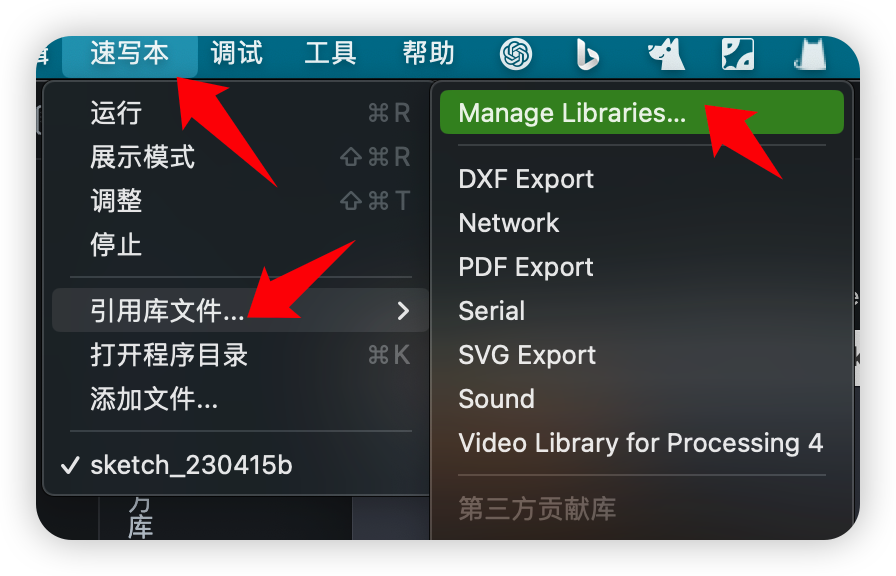 速写本 调试 工具 帮助
运行 ⌘R
展示模式 ⇧⌘R
调整 ⇧⌘T
停止
引用库文件...
打开程序目录 ⌘K
添加文件...
sketch_230415b
Manage Libraries...
DXF Export
Network
PDF Export
Serial
SVG Export
Sound
Video Library for Processing 4
第三方贡献库
库